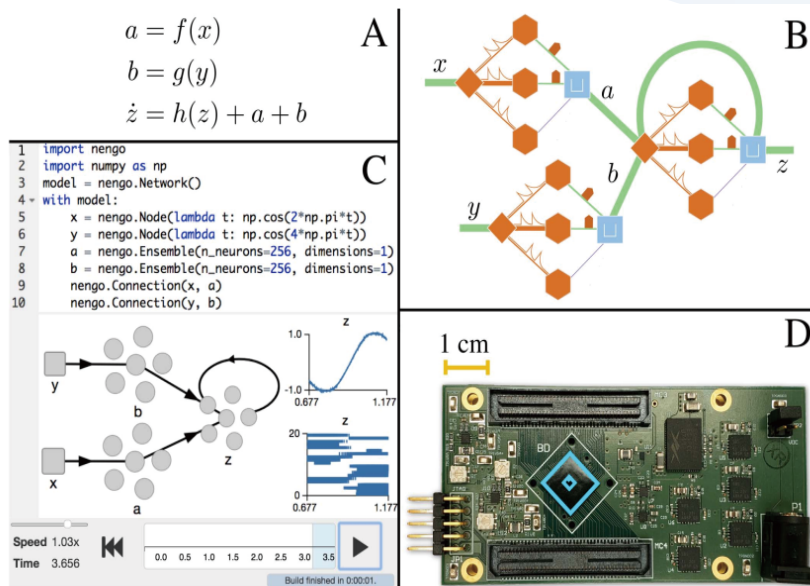 A
a = f(x)
b = g(y)
ż = h(z) + a + b
B
x
a
b
y
z
C
1 import nengo
2 import numpy as np
3 model = nengo.Network()
4 with model:
5 x = nengo.Node(lambda t: np.cos(2*np.pi*t))
6 y = nengo.Node(lambda t: np.cos(4*np.pi*t))
7 a = nengo.Ensemble(n_neurons=256, dimensions=1)
8 b = nengo.Ensemble(n_neurons=256, dimensions=1)
9 nengo.Connection(x, a)
10 nengo.Connection(y, b)
y
b
x
a
z
z
1.0
-1.0
0.677
1.177
z
20
0
0.677
1.177
Speed 1.03x
Time 3.656
0.0 0.5 1.0 1.5 2.0 2.5 3.0 3.5
Build finished in 0:00:01.
D
1 cm
MC3
BD
P1
MC4
JP1